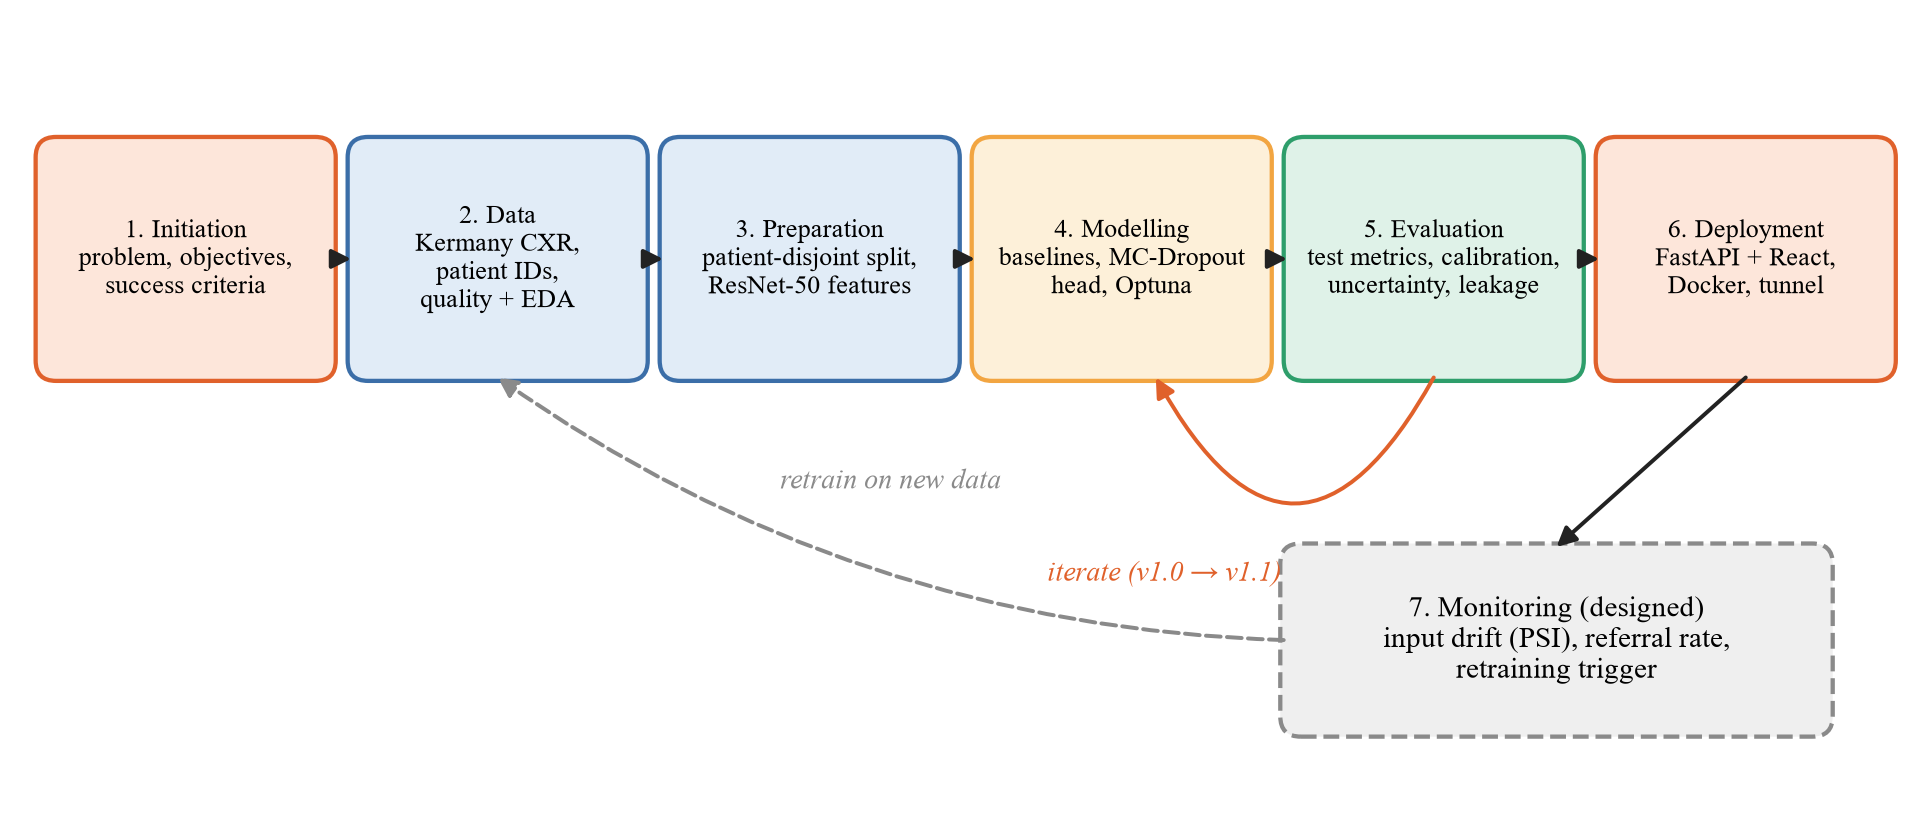 1. Initiation
problem, objectives,
success criteria
2. Data
Kermany CXR,
patient IDs,
quality + EDA
3. Preparation
patient-disjoint split,
ResNet-50 features
4. Modelling
baselines, MC-Dropout
head, Optuna
5. Evaluation
test metrics, calibration,
uncertainty, leakage
6. Deployment
FastAPI + React,
Docker, tunnel
retrain on new data
iterate (v1.0 → v1.1)
7. Monitoring (designed)
input drift (PSI), referral rate,
retraining trigger